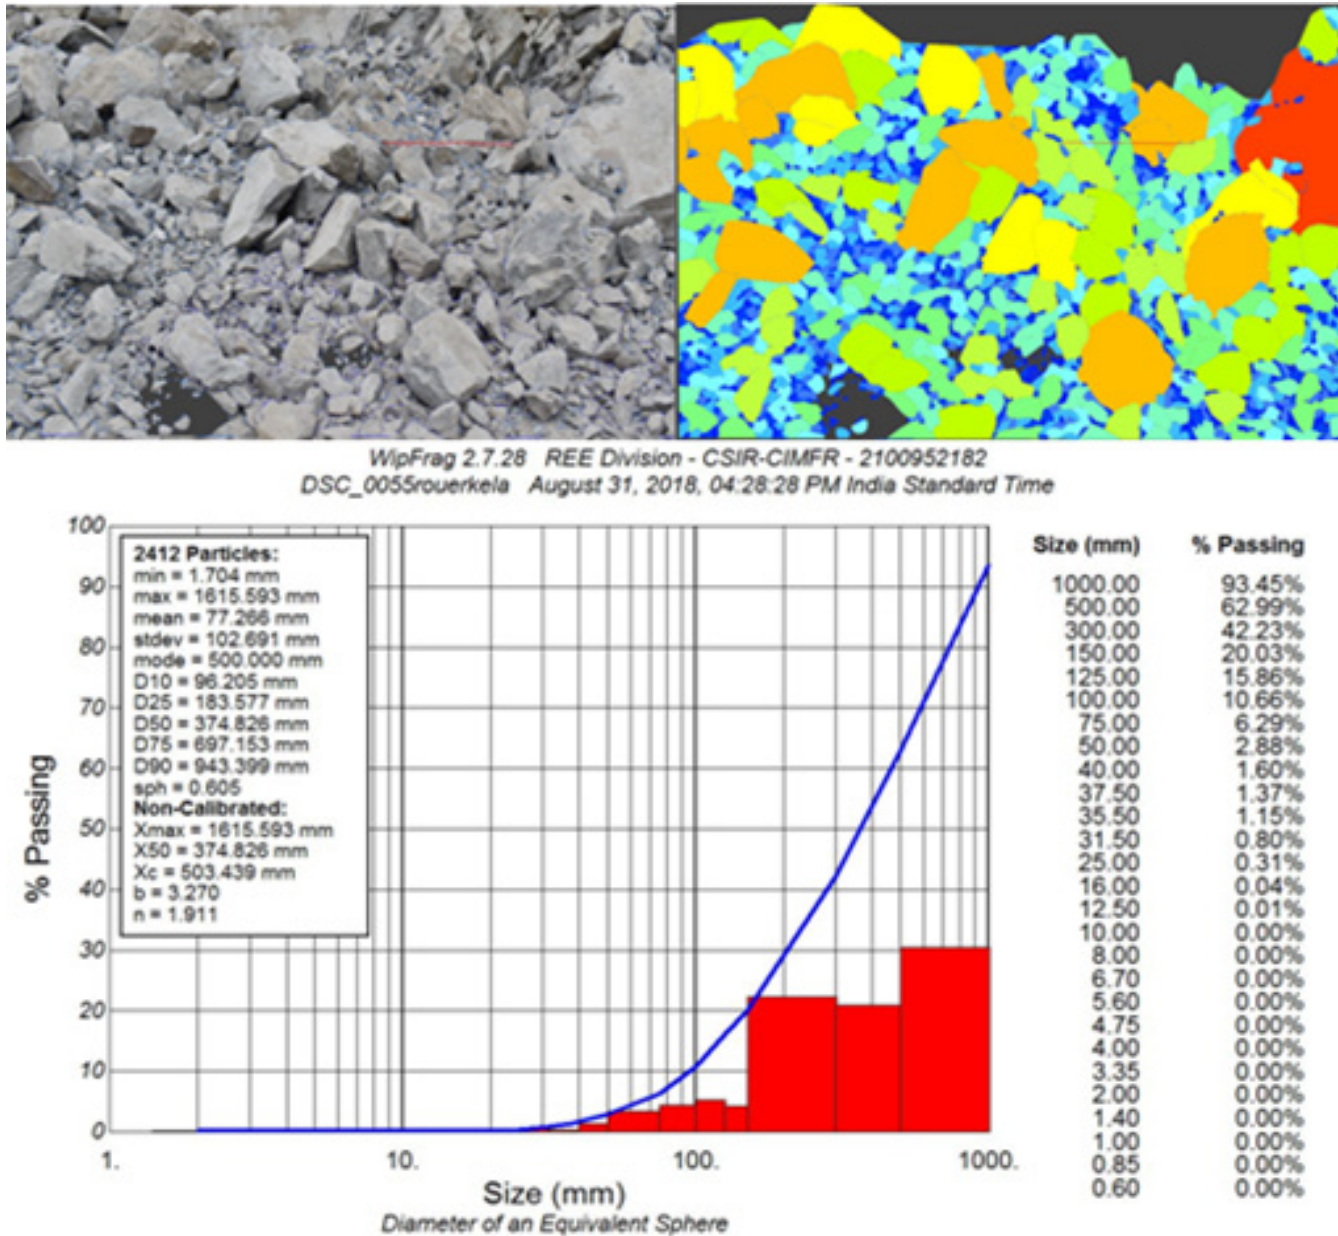 WipFrag 2.7.28 REE Division - CSIR-CIMFR - 2100952182
DSC_0055rouerkela August 31, 2018, 04:28:28 PM India Standard Time
100
90
80
70
60
50
40
30
20
10
0
% Passing
2412 Particles:
min = 1.704 mm
max = 1615.593 mm
mean = 77.266 mm
stdev = 102.691 mm
mode = 500.000 mm
D10 = 96.205 mm
D25 = 183.577 mm
D50 = 374.826 mm
D75 = 697.153 mm
D90 = 943.399 mm
sph = 0.605
Non-Calibrated:
Xmax = 1615.593 mm
X50 = 374.826 mm
Xc = 503.439 mm
b = 3.270
n = 1.911
1. 10. 100. 1000.
Size (mm)
Diameter of an Equivalent Sphere
Size (mm) % Passing
1000.00 93.45%
500.00 62.99%
300.00 42.23%
150.00 20.03%
125.00 15.86%
100.00 10.66%
75.00 6.29%
50.00 2.88%
40.00 1.60%
37.50 1.37%
35.50 1.15%
31.50 0.80%
25.00 0.31%
16.00 0.04%
12.50 0.01%
10.00 0.00%
8.00 0.00%
6.70 0.00%
5.60 0.00%
4.75 0.00%
4.00 0.00%
3.35 0.00%
2.00 0.00%
1.40 0.00%
1.00 0.00%
0.85 0.00%
0.60 0.00%